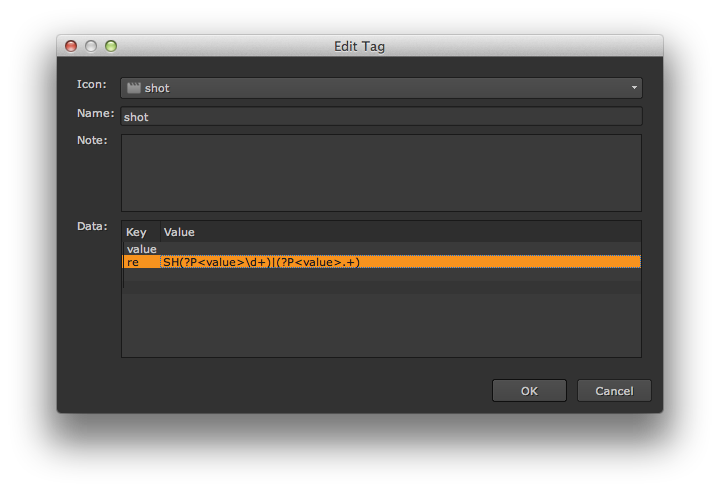 Edit Tag
Icon: shot
Name: shot
Note:
Data:
Key Value
value
re SH(?P<value>\d+)|(?P<value>.+)
OK Cancel